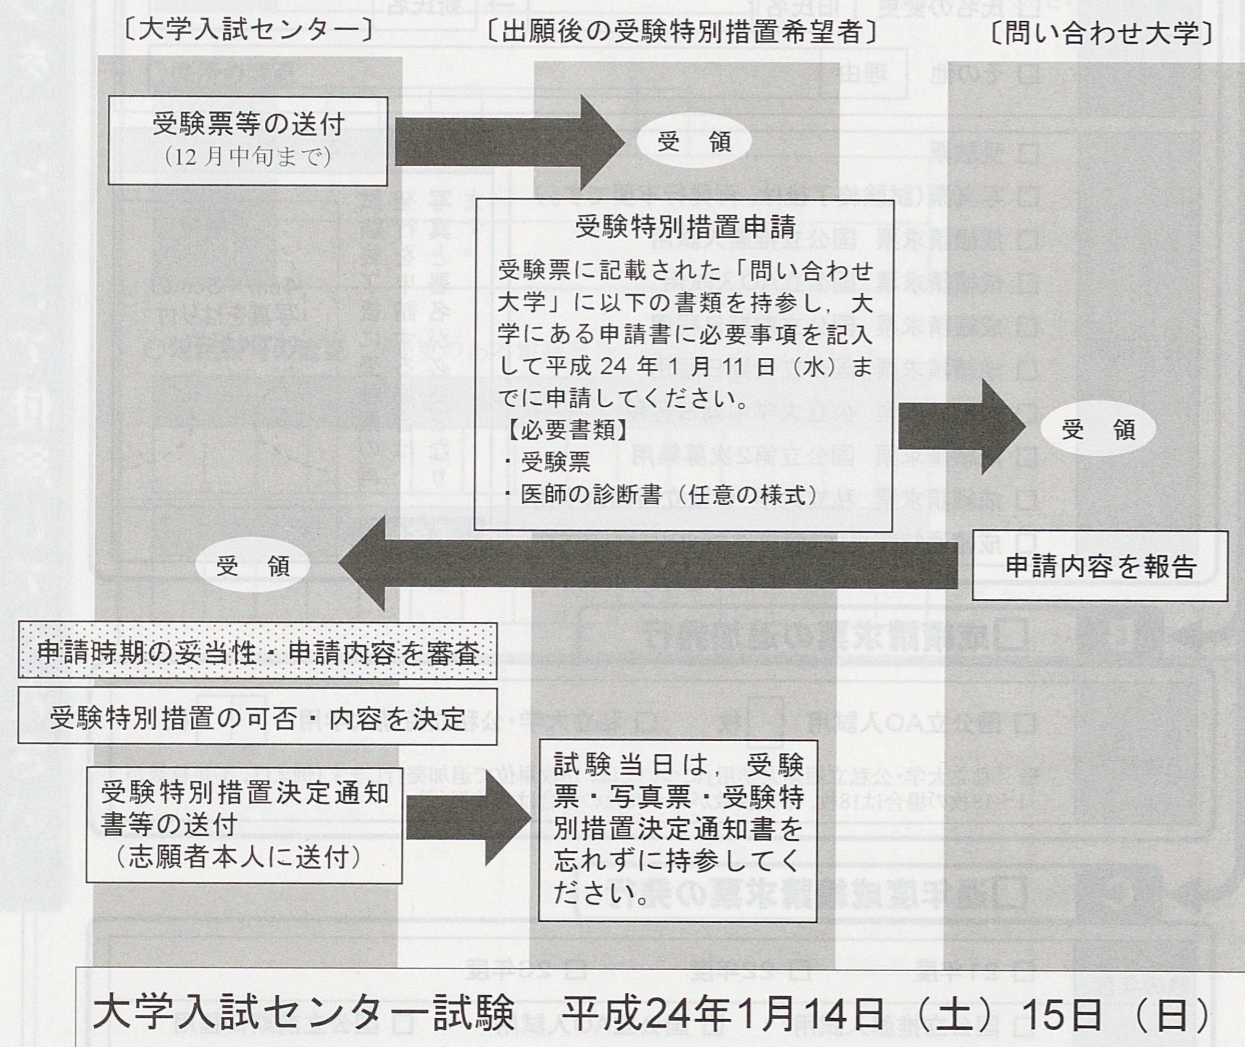 〔大学入試センター〕
〔出願後の受験特別措置希望者〕
〔問い合わせ大学〕
受験票等の送付
（12月中旬まで）
受　領
受験特別措置申請
受験票に記載された「問い合わせ
大学」に以下の書類を持参し，大
学にある申請書に必要事項を記入
して平成 24 年 1 月 11 日（水）ま
でに申請してください。
【必要書類】
・受験票
・医師の診断書（任意の様式）
受　領
申請内容を報告
受　領
申請時期の妥当性・申請内容を審査
受験特別措置の可否・内容を決定
受験特別措置決定通知
書等の送付
（志願者本人に送付）
試験当日は，受験
票・写真票・受験特
別措置決定通知書を
忘れずに持参してく
ださい。
大学入試センター試験　平成24年1月14日（土）15日（日）